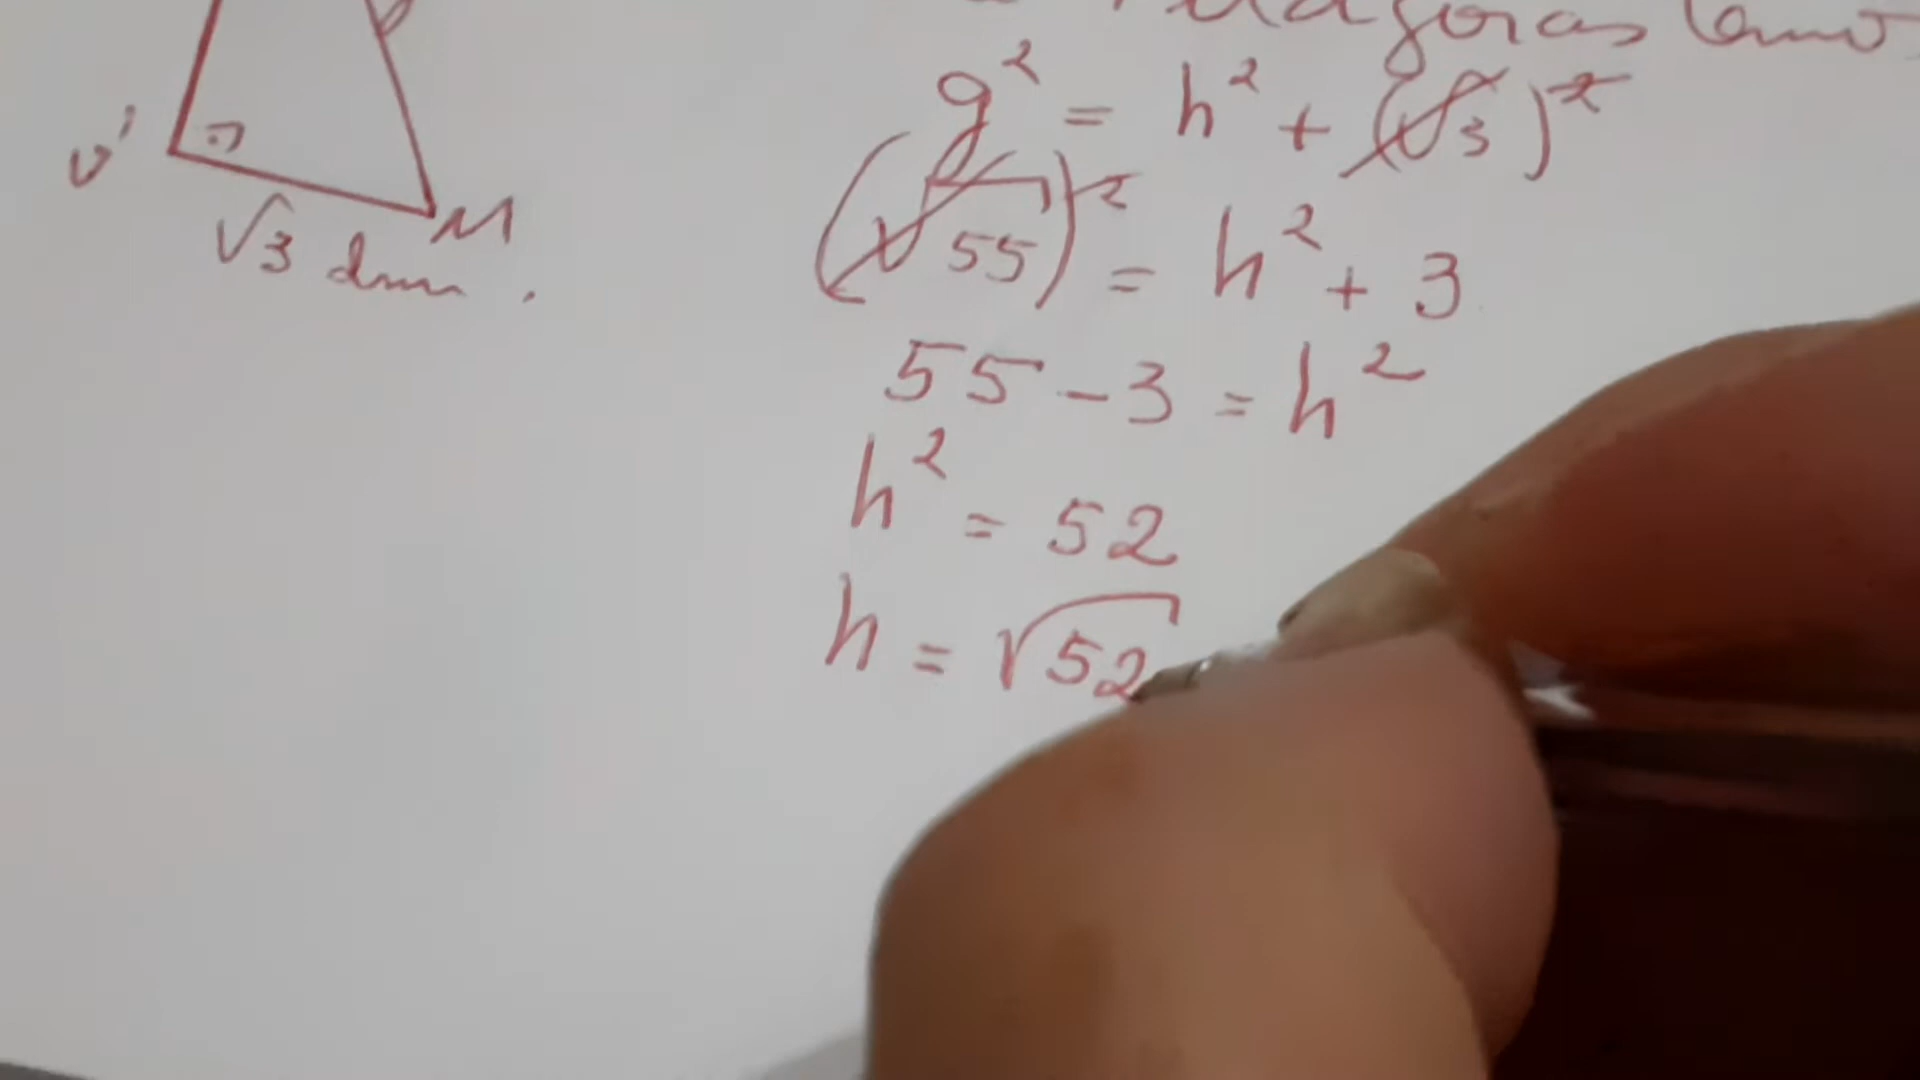 g² = h² + (√3)²
(√55)² = h² + 3
55 - 3 = h²
h² = 52
h = √52
V'
M
√3 dm.